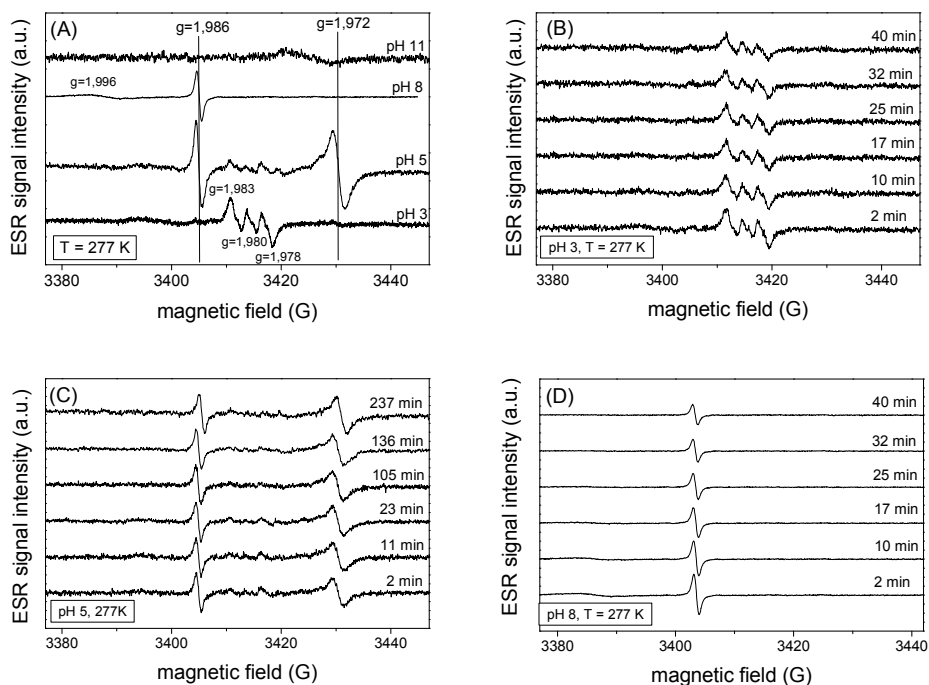 (A)
g=1,986
g=1,972
pH 11
g=1,996
pH 8
pH 5
g=1,983
pH 3
g=1,980
g=1,978
T = 277 K
3380
3400
3420
3440
magnetic field (G)
ESR signal intensity (a.u.)
(B)
40 min
32 min
25 min
17 min
10 min
2 min
pH 3, T = 277 K
3380
3400
3420
3440
magnetic field (G)
ESR signal intensity (a.u.)
(C)
237 min
136 min
105 min
23 min
11 min
2 min
pH 5, 277K
3380
3400
3420
3440
magnetic field (G)
ESR signal intensity (a.u.)
(D)
40 min
32 min
25 min
17 min
10 min
2 min
pH 8, T = 277 K
3380
3400
3420
3440
magnetic field (G)
ESR signal intensity (a.u.)